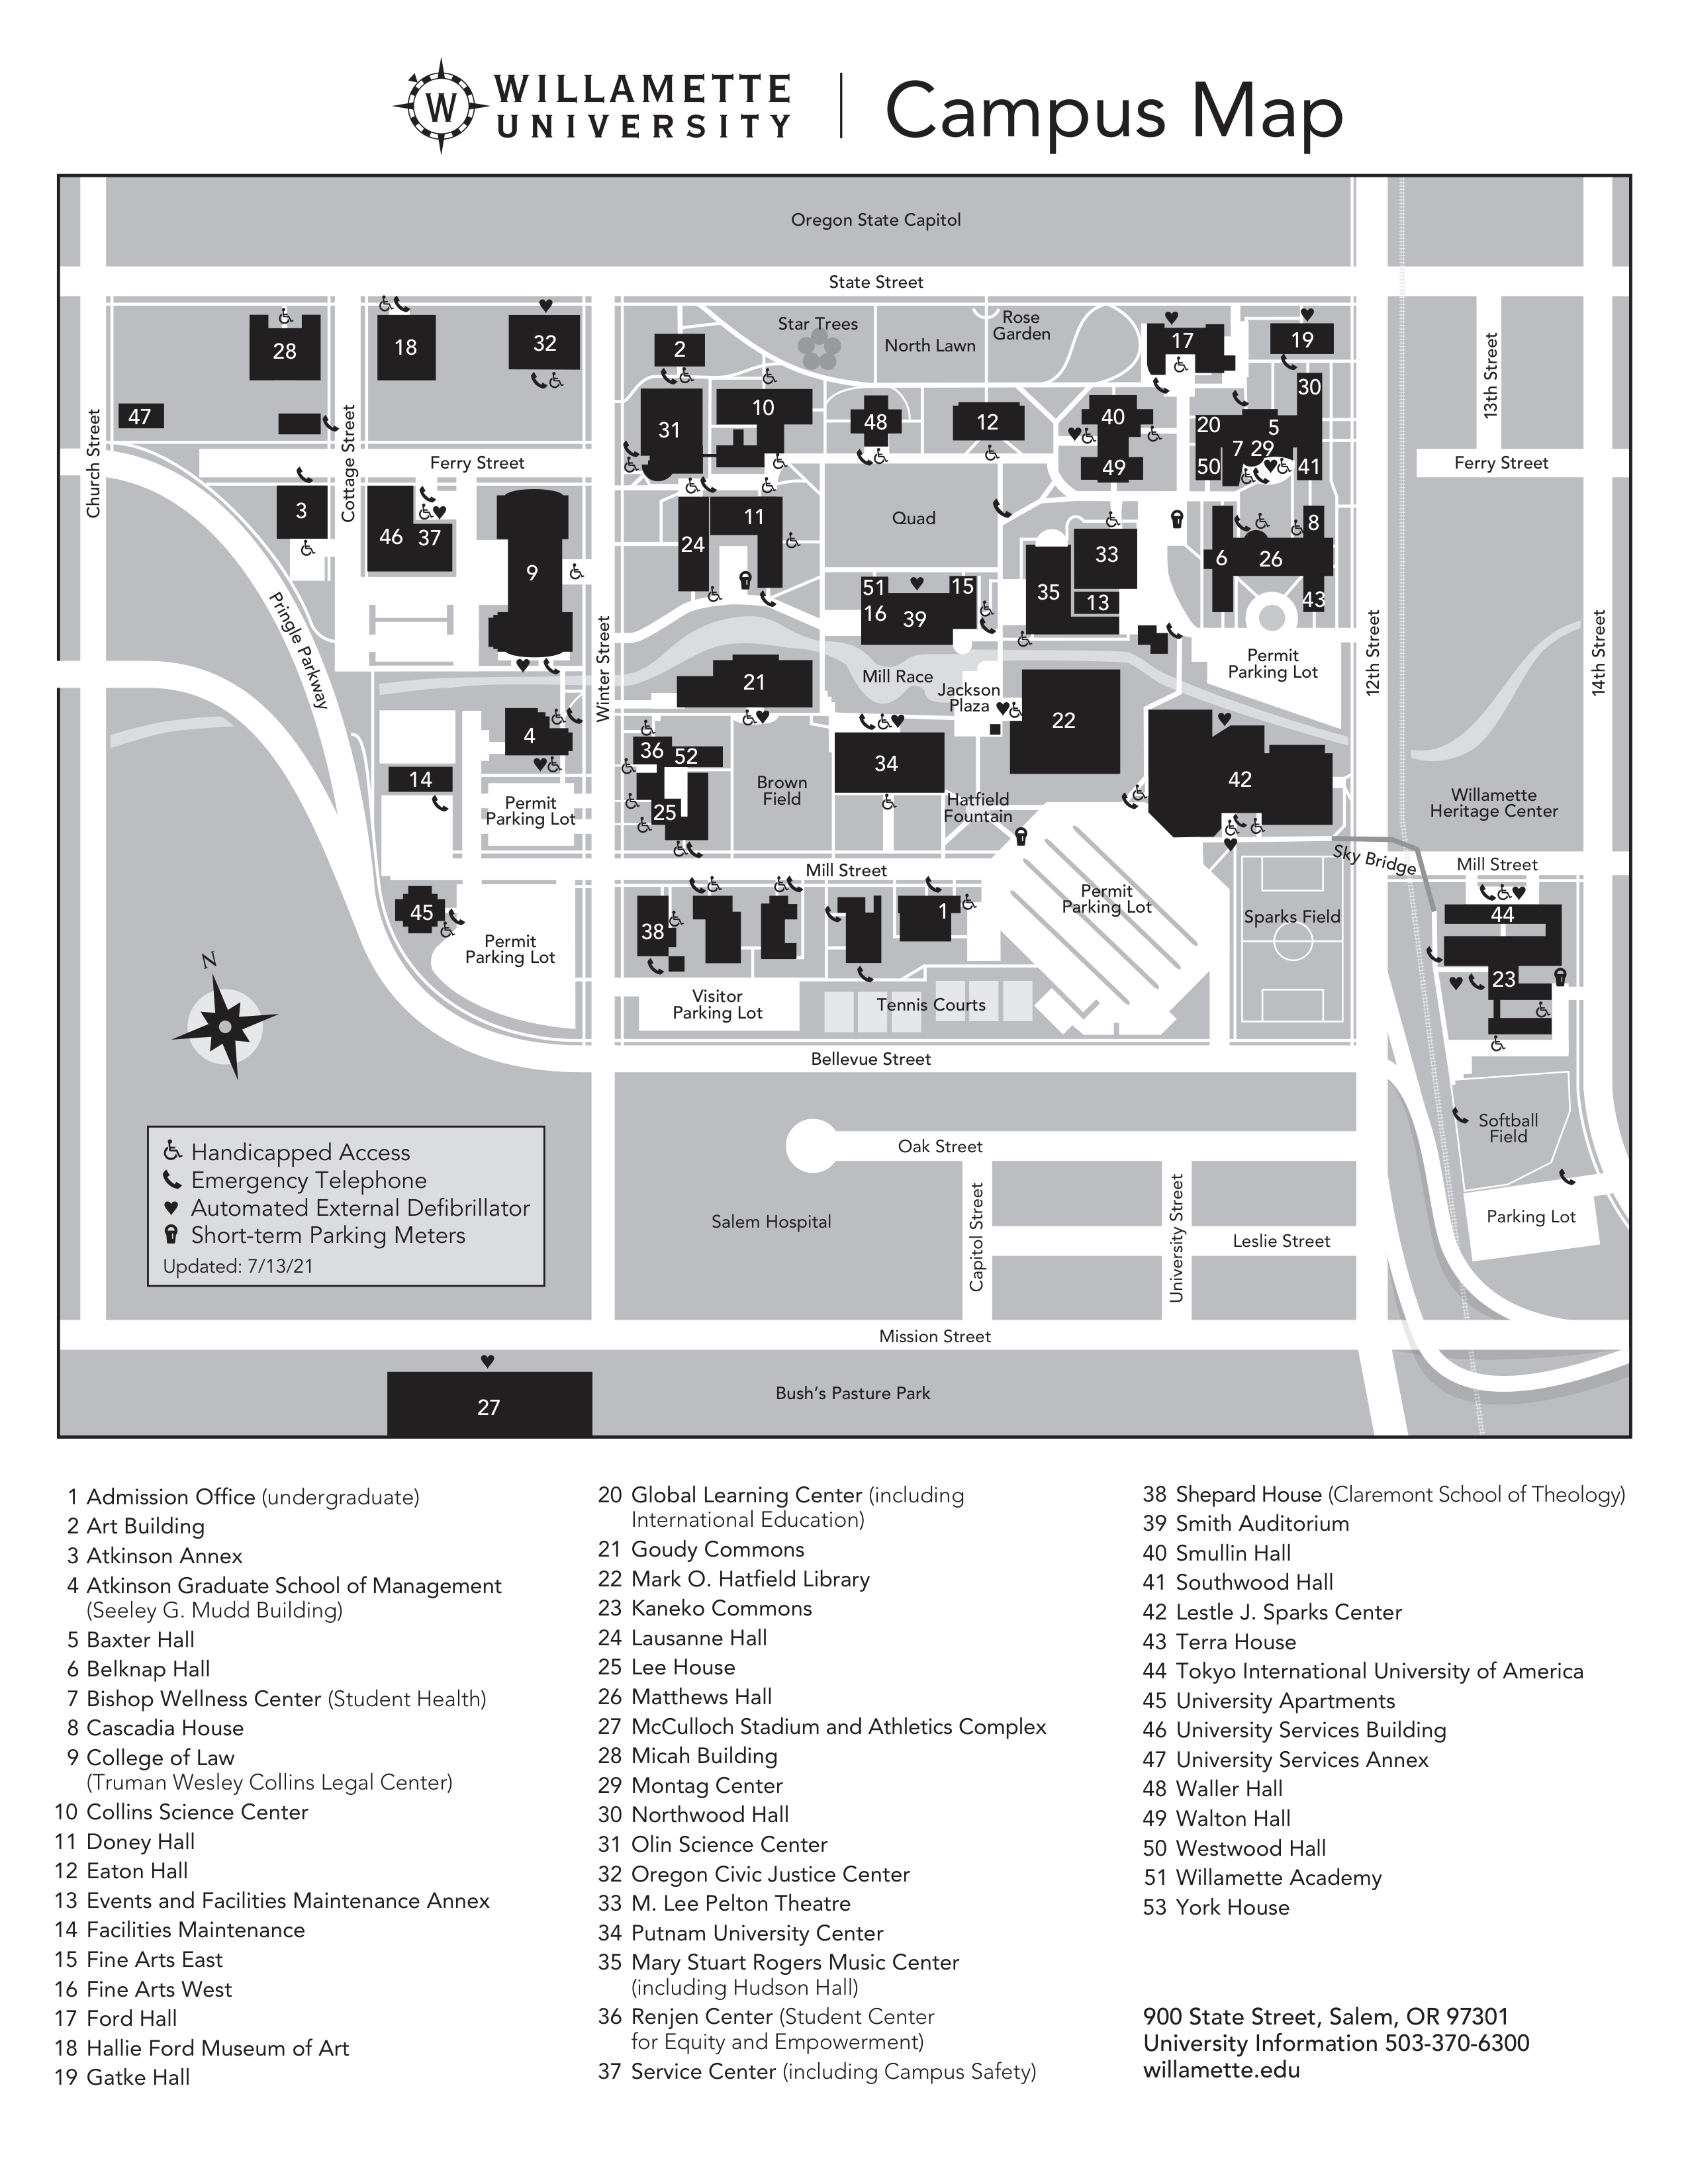 WILLAMETTE
UNIVERSITY
Campus Map
Oregon State Capitol
State Street
Star Trees
Rose
Garden
North Lawn
28
18
32
2
17
19
30
47
31
10
48
12
40
20
5
7 29
49
50
41
Church Street
Cottage Street
Ferry Street
13th Street
Ferry Street
3
46
37
9
24
11
Quad
33
35
13
6
26
8
43
51
15
16
39
Pringle Parkway
Winter Street
12th Street
14th Street
Permit
Parking Lot
21
Mill Race
Jackson
Plaza
22
4
36
52
34
42
14
Brown
Field
Hatfield
Fountain
25
Permit
Parking Lot
Willamette
Heritage Center
Mill Street
Sky Bridge
Mill Street
45
38
1
Permit
Parking Lot
Sparks Field
44
23
Permit
Parking Lot
Visitor
Parking Lot
Tennis Courts
N
Bellevue Street
Softball
Field
Oak Street
Handicapped Access
Emergency Telephone
Automated External Defibrillator
Short-term Parking Meters
Updated: 7/13/21
Salem Hospital
Capitol Street
University Street
Leslie Street
Parking Lot
Mission Street
27
Bush's Pasture Park
1 Admission Office (undergraduate)
2 Art Building
3 Atkinson Annex
4 Atkinson Graduate School of Management
(Seeley G. Mudd Building)
5 Baxter Hall
6 Belknap Hall
7 Bishop Wellness Center (Student Health)
8 Cascadia House
9 College of Law
(Truman Wesley Collins Legal Center)
10 Collins Science Center
11 Doney Hall
12 Eaton Hall
13 Events and Facilities Maintenance Annex
14 Facilities Maintenance
15 Fine Arts East
16 Fine Arts West
17 Ford Hall
18 Hallie Ford Museum of Art
19 Gatke Hall
20 Global Learning Center (including
International Education)
21 Goudy Commons
22 Mark O. Hatfield Library
23 Kaneko Commons
24 Lausanne Hall
25 Lee House
26 Matthews Hall
27 McCulloch Stadium and Athletics Complex
28 Micah Building
29 Montag Center
30 Northwood Hall
31 Olin Science Center
32 Oregon Civic Justice Center
33 M. Lee Pelton Theatre
34 Putnam University Center
35 Mary Stuart Rogers Music Center
(including Hudson Hall)
36 Renjen Center (Student Center
for Equity and Empowerment)
37 Service Center (including Campus Safety)
38 Shepard House (Claremont School of Theology)
39 Smith Auditorium
40 Smullin Hall
41 Southwood Hall
42 Lestle J. Sparks Center
43 Terra House
44 Tokyo International University of America
45 University Apartments
46 University Services Building
47 University Services Annex
48 Waller Hall
49 Walton Hall
50 Westwood Hall
51 Willamette Academy
53 York House
900 State Street, Salem, OR 97301
University Information 503-370-6300
willamette.edu